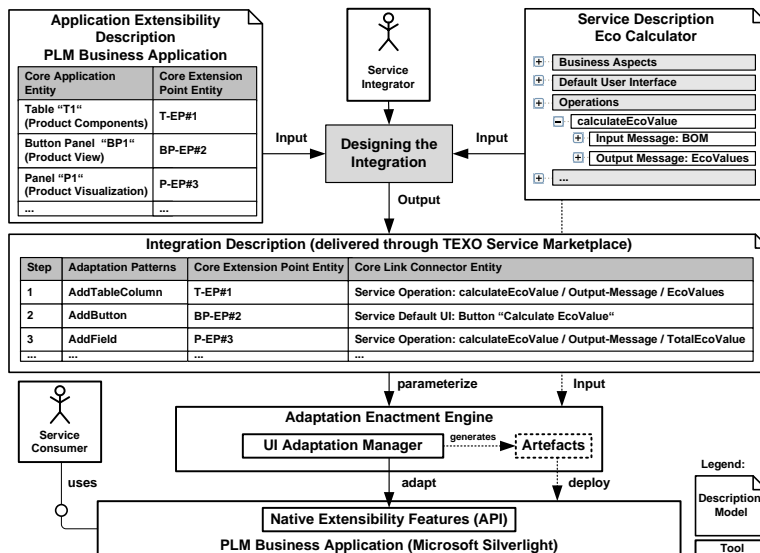 Application Extensibility
Description
PLM Business Application
Core Application
Entity
Core Extension
Point Entity
Table "T1“
(Product Components)
T-EP#1
Button Panel "BP1“
(Product View)
BP-EP#2
Panel "P1“
(Product Visualization)
P-EP#3
...
...
Service
Integrator
Service Description
Eco Calculator
Business Aspects
Default User Interface
Operations
calculateEcoValue
Input Message: BOM
Output Message: EcoValues
...
Input
Designing the
Integration
Input
Output
Integration Description (delivered through TEXO Service Marketplace)
Step
Adaptation Patterns
Core Extension Point Entity
Core Link Connector Entity
1
AddTableColumn
T-EP#1
Service Operation: calculateEcoValue / Output-Message / EcoValues
2
AddButton
BP-EP#2
Service Default UI: Button "Calculate EcoValue“
3
AddField
P-EP#3
Service Operation: calculateEcoValue / Output-Message / TotalEcoValue
...
...
...
...
parameterize
Input
Service
Consumer
uses
Adaptation Enactment Engine
UI Adaptation Manager
generates
Artefacts
adapt
deploy
Native Extensibility Features (API)
PLM Business Application (Microsoft Silverlight)
Legend:
Description
Model
Tool